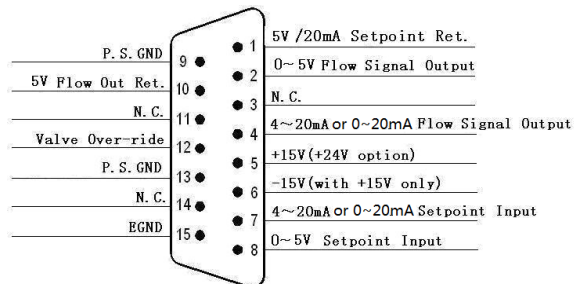 1 5V /20mA Setpoint Ret.
P.S.GND 9
2 0~5V Flow Signal Output
5V Flow Out Ret. 10
3 N.C.
N.C. 11
4 4~20mA or 0~20mA Flow Signal Output
Valve Over-ride 12
5 +15V(+24V option)
P.S.GND 13
6 -15V(with +15V only)
N.C. 14
7 4~20mA or 0~20mA Setpoint Input
EGND 15
8 0~5V Setpoint Input